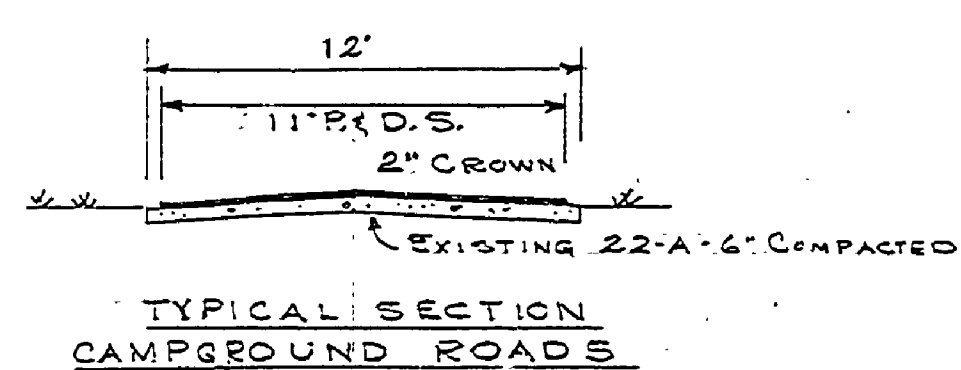 12'
11' P. & D. S.
2" CROWN
EXISTING 22-A-6" COMPACTED
TYPICAL SECTION
CAMPGROUND ROADS